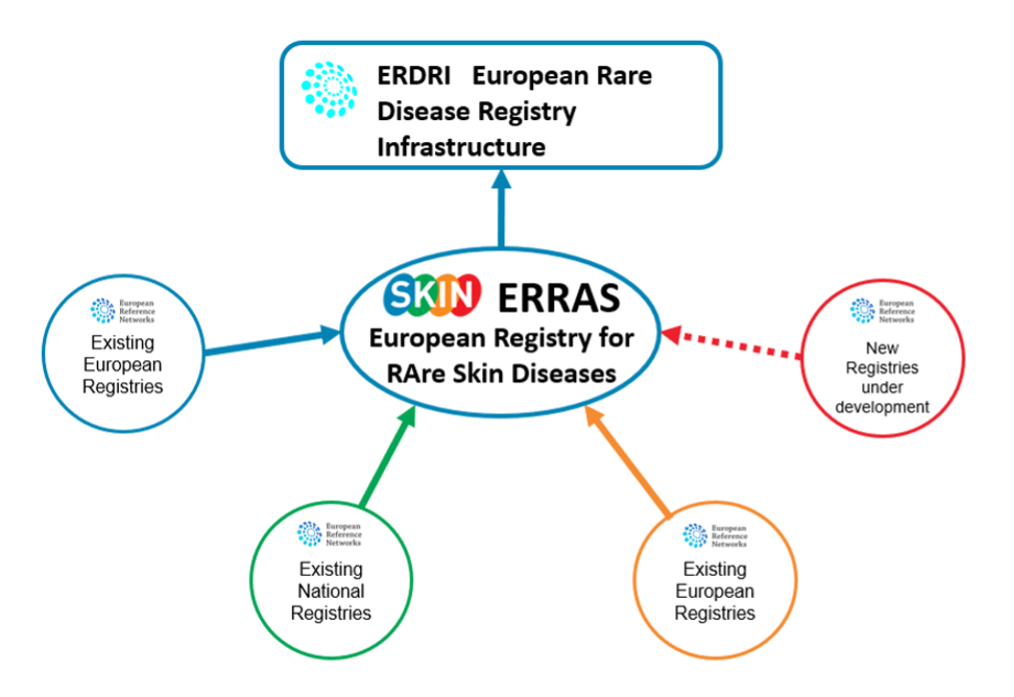 ERDRI European Rare
Disease Registry
Infrastructure
SKIN ERRAS
European Registry for
RAre Skin Diseases
European
Reference
Networks
Existing
European
Registries
European
Reference
Networks
New
Registries
under
development
European
Reference
Networks
Existing
National
Registries
European
Reference
Networks
Existing
European
Registries